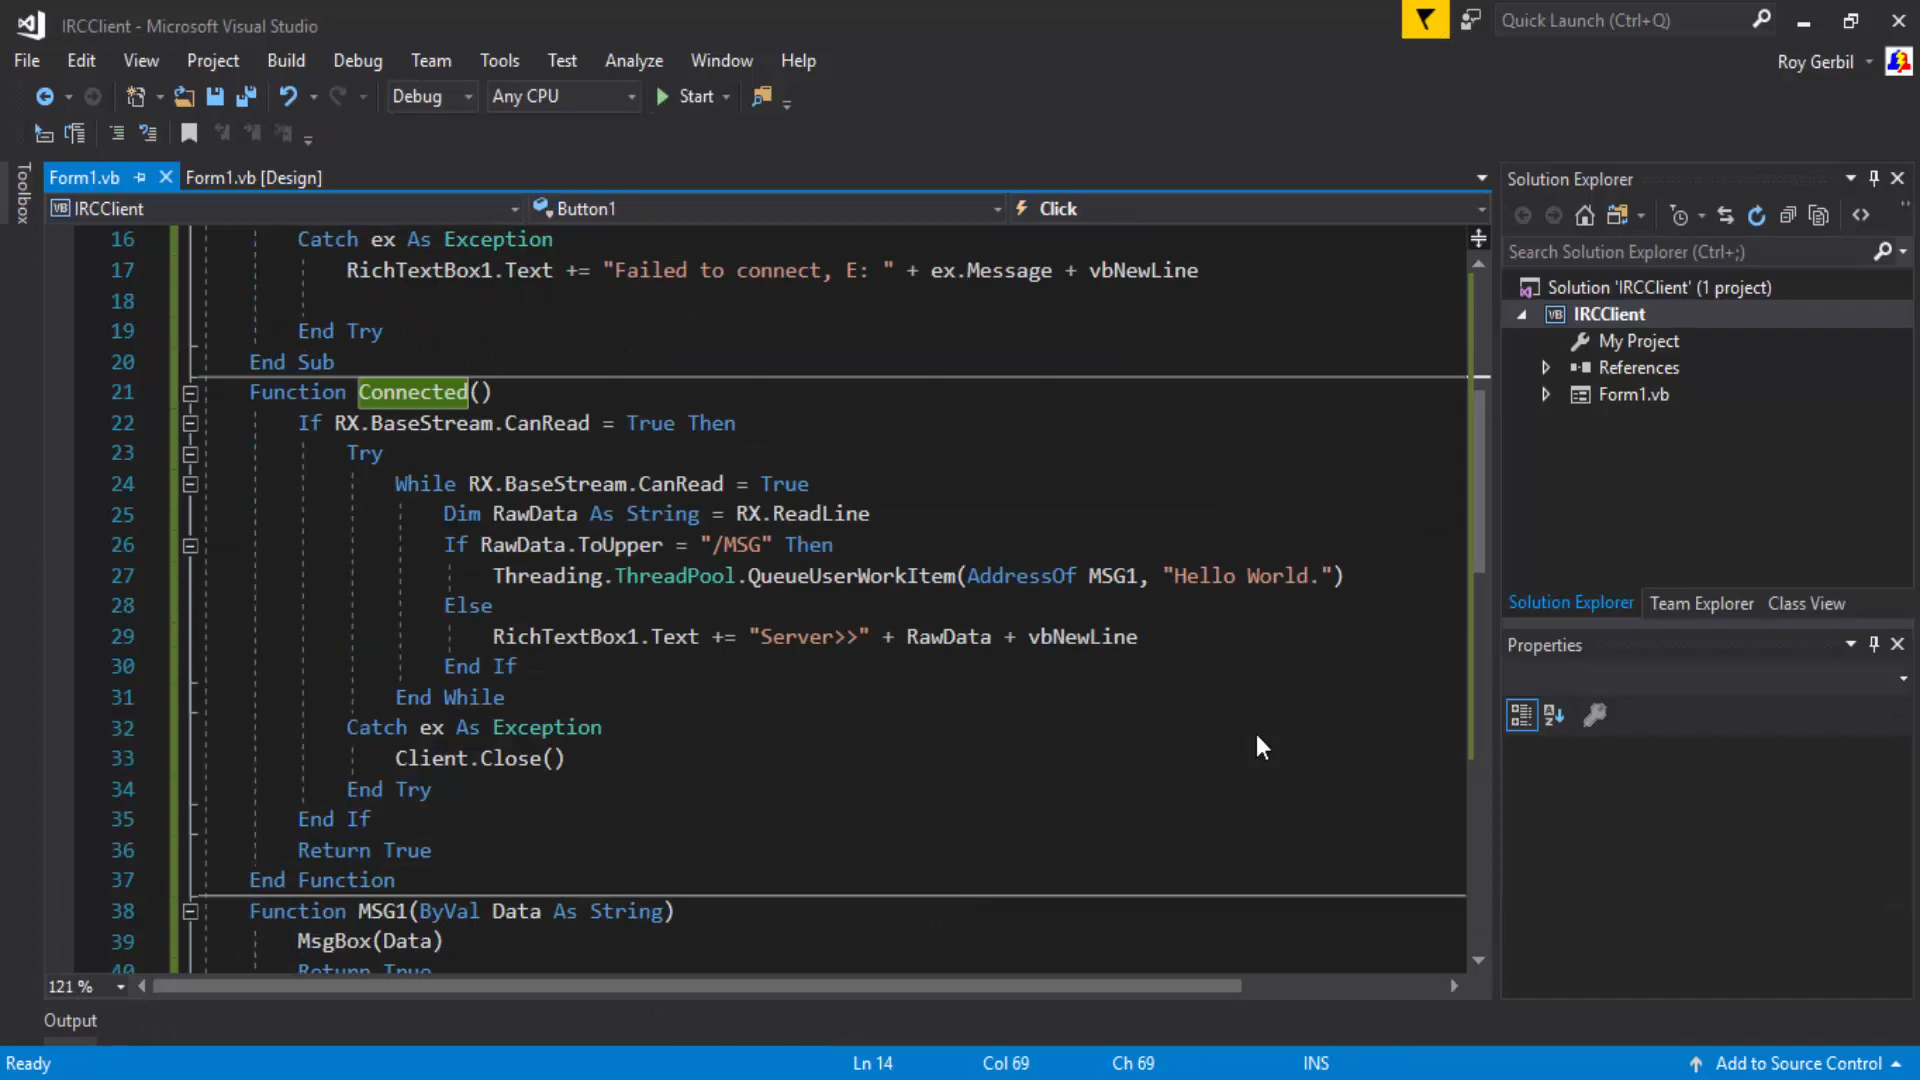 IRCClient - Microsoft Visual Studio
Quick Launch (Ctrl+Q)
File Edit View Project Build Debug Team Tools Test Analyze Window Help
Roy Gerbil
Debug Any CPU Start
Toolbox
Form1.vb Form1.vb [Design]
IRCClient Button1 Click
16 Catch ex As Exception
17 RichTextBox1.Text += "Failed to connect, E: " + ex.Message + vbNewLine
18
19 End Try
20 End Sub
21 Function Connected()
22 If RX.BaseStream.CanRead = True Then
23 Try
24 While RX.BaseStream.CanRead = True
25 Dim RawData As String = RX.ReadLine
26 If RawData.ToUpper = "/MSG" Then
27 Threading.ThreadPool.QueueUserWorkItem(AddressOf MSG1, "Hello World.")
28 Else
29 RichTextBox1.Text += "Server>>" + RawData + vbNewLine
30 End If
31 End While
32 Catch ex As Exception
33 Client.Close()
34 End Try
35 End If
36 Return True
37 End Function
38 Function MSG1(ByVal Data As String)
39 MsgBox(Data)
40 Return True
121 %
Output
Solution Explorer
Search Solution Explorer (Ctrl+;)
Solution 'IRCClient' (1 project)
IRCClient
My Project
References
Form1.vb
Solution Explorer Team Explorer Class View
Properties
Ready Ln 14 Col 69 Ch 69 INS Add to Source Control